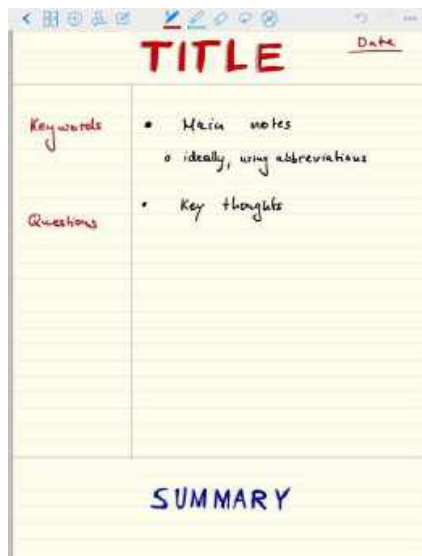 TITLE
Date
Keywords
• Main notes
o ideally, using abbreviations
• Key thoughts
Questions
SUMMARY